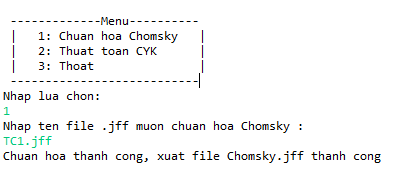 -------------Menu----------
|   1: Chuan hoa Chomsky   |
|   2: Thuat toan CYK      |
|   3: Thoat               |
---------------------------|
Nhap lua chon:
1
Nhap ten file .jff muon chuan hoa Chomsky :
TC1.jff
Chuan hoa thanh cong, xuat file Chomsky.jff thanh cong